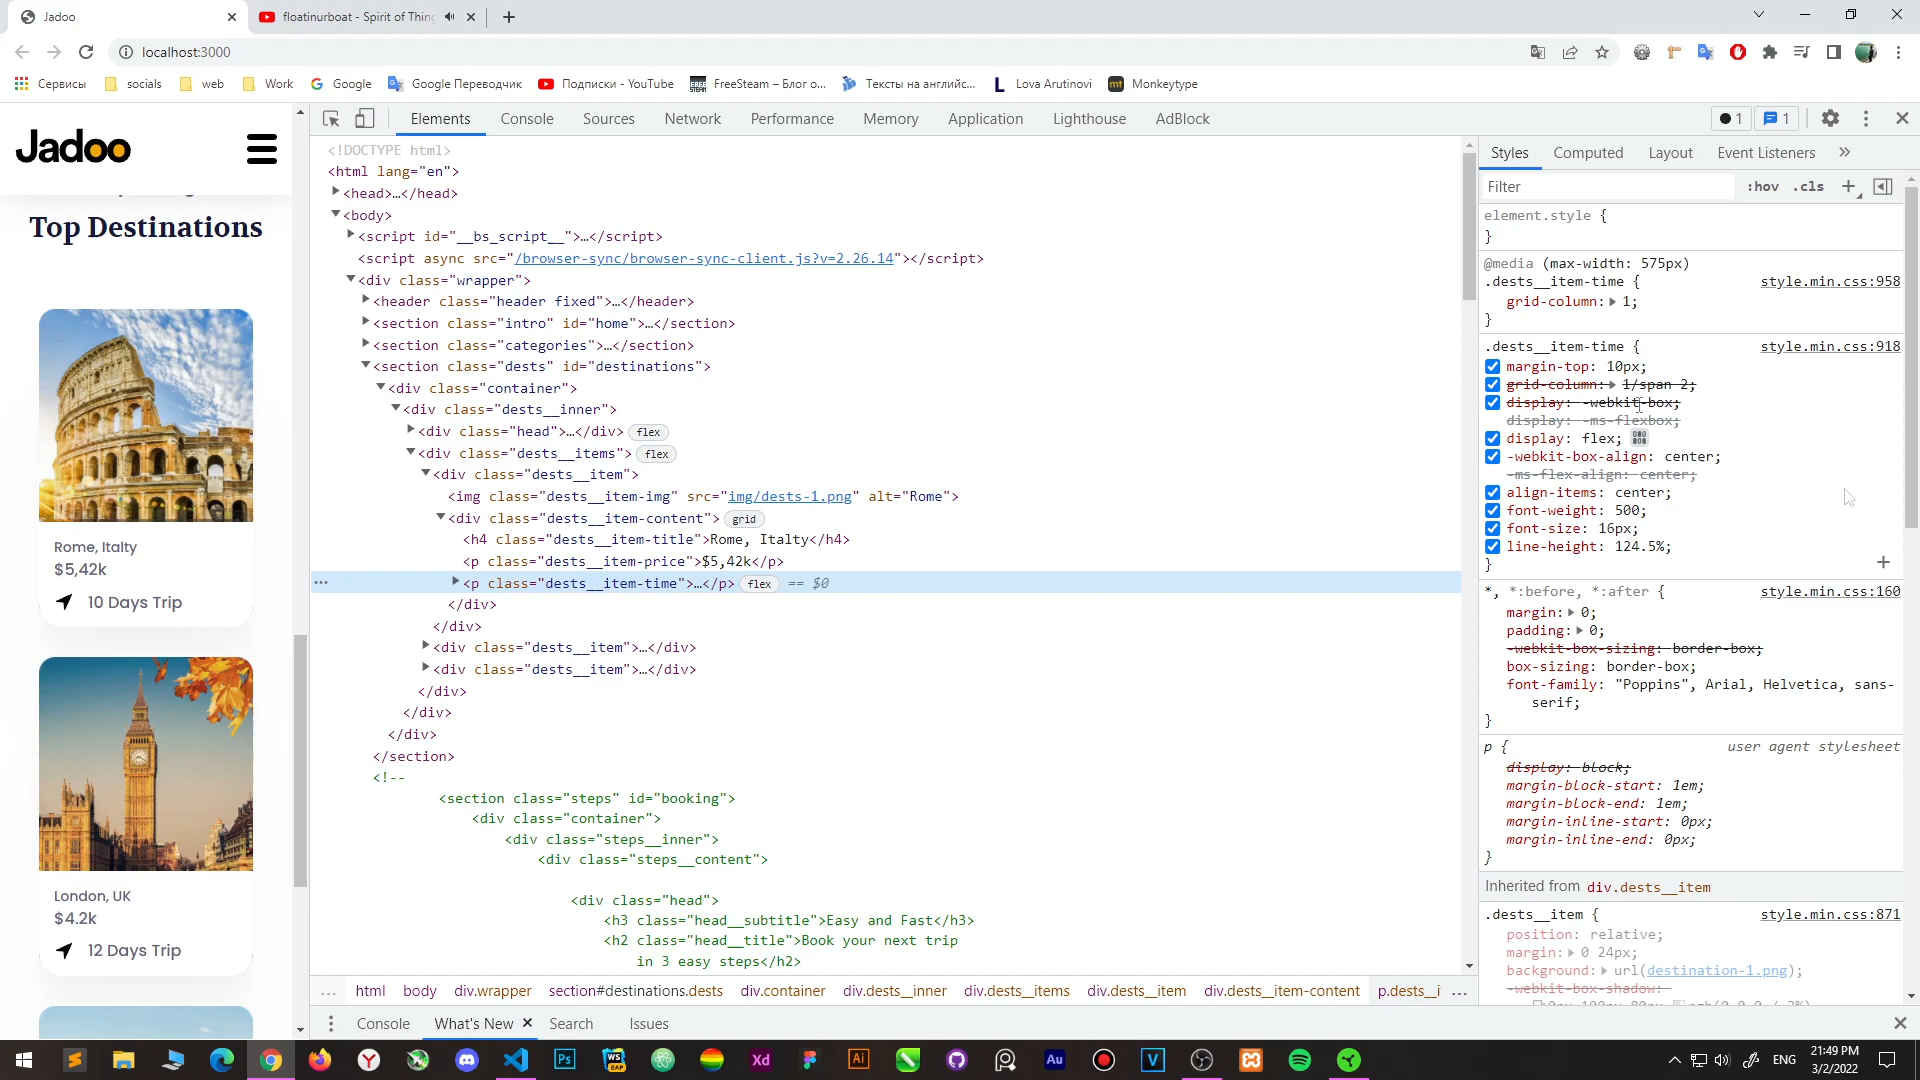 Jadoo
floatinurboat - Spirit of Thing
localhost:3000
Сервисы
socials
web
Work
Google
Google Переводчик
Подписки - YouTube
FreeSteam – Блог о...
Тексты на английс...
Lova Arutinovi
Monkeytype
Jadoo
Top Destinations
Rome, Italty
$5,42k
10 Days Trip
London, UK
$4.2k
12 Days Trip
Elements
Console
Sources
Network
Performance
Memory
Application
Lighthouse
AdBlock
1
1
<!DOCTYPE html>
<html lang="en">
<head>…</head>
<body>
<script id="__bs_script__">…</script>
<script async src="/browser-sync/browser-sync-client.js?v=2.26.14"></script>
<div class="wrapper">
<header class="header fixed">…</header>
<section class="intro" id="home">…</section>
<section class="categories">…</section>
<section class="dests" id="destinations">
<div class="container">
<div class="dests__inner">
<div class="head">…</div> flex
<div class="dests__items"> flex
<div class="dests__item">
<img class="dests__item-img" src="img/dests-1.png" alt="Rome">
<div class="dests__item-content"> grid
<h4 class="dests__item-title">Rome, Italty</h4>
<p class="dests__item-price">$5,42k</p>
<p class="dests__item-time">…</p> flex == $0
</div>
</div>
<div class="dests__item">…</div>
<div class="dests__item">…</div>
</div>
</div>
</div>
</section>
<!--
<section class="steps" id="booking">
<div class="container">
<div class="steps__inner">
<div class="steps__content">
<div class="head">
<h3 class="head__subtitle">Easy and Fast</h3>
<h2 class="head__title">Book your next trip
in 3 easy steps</h2>
... html body div.wrapper section#destinations.dests div.container div.dests__inner div.dests__items div.dests__item div.dests__item-content p.dests__i ...
Console
What's New
Search
Issues
Styles
Computed
Layout
Event Listeners
Filter
:hov .cls
element.style {
}
@media (max-width: 575px)
.dests__item-time { style.min.css:958
grid-column: 1;
}
.dests__item-time { style.min.css:918
margin-top: 10px;
grid-column: 1/span 2;
display: -webkit-box;
display: -ms-flexbox;
display: flex;
-webkit-box-align: center;
-ms-flex-align: center;
align-items: center;
font-weight: 500;
font-size: 16px;
line-height: 124.5%;
}
*, *:before, *:after { style.min.css:160
margin: 0;
padding: 0;
-webkit-box-sizing: border-box;
box-sizing: border-box;
font-family: "Poppins", Arial, Helvetica, sans-
serif;
}
p { user agent stylesheet
display: block;
margin-block-start: 1em;
margin-block-end: 1em;
margin-inline-start: 0px;
margin-inline-end: 0px;
}
Inherited from div.dests__item
.dests__item { style.min.css:871
position: relative;
margin: 0 24px;
background: url(destination-1.png);
-webkit-box-shadow:
Ps
WS
EAP
Xd
Ai
Au
V
ENG
21:49 PM
3/2/2022